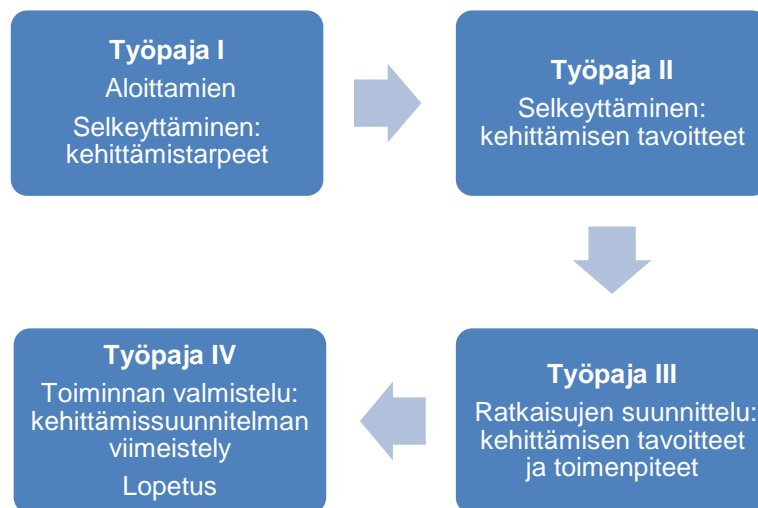 Työpaja I
Aloittamien
Selkeyttäminen:
kehittämistarpeet
Työpaja II
Selkeyttäminen:
kehittämisen tavoitteet
Työpaja III
Ratkaisujen suunnittelu:
kehittämisen tavoitteet
ja toimenpiteet
Työpaja IV
Toiminnan valmistelu:
kehittämissuunnitelman
viimeistely
Lopetus